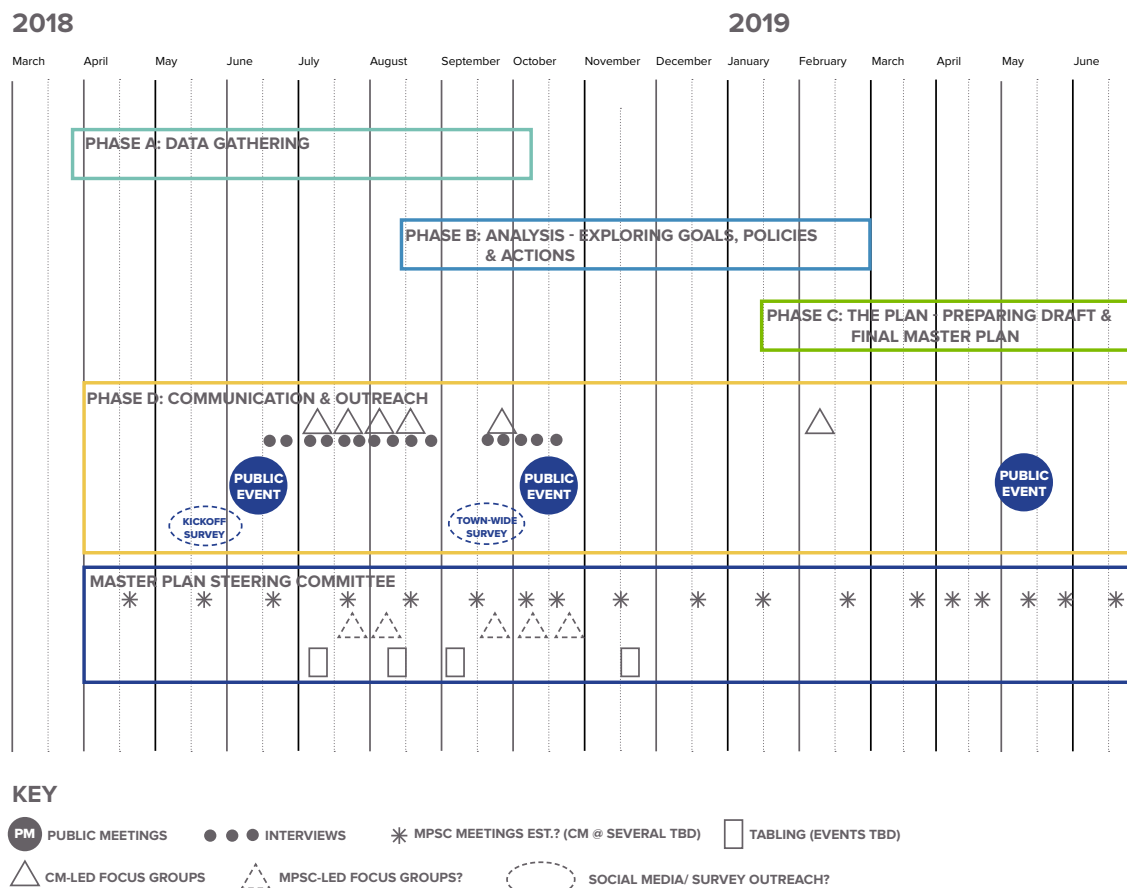 2018 2019
March April May June July August September October November December January February March April May June
PHASE A: DATA GATHERING
PHASE B: ANALYSIS - EXPLORING GOALS, POLICIES
& ACTIONS
PHASE C: THE PLAN - PREPARING DRAFT &
FINAL MASTER PLAN
PHASE D: COMMUNICATION & OUTREACH
PUBLIC
EVENT
PUBLIC
EVENT
PUBLIC
EVENT
KICKOFF
SURVEY
TOWN-WIDE
SURVEY
MASTER PLAN STEERING COMMITTEE
KEY
PM PUBLIC MEETINGS INTERVIEWS MPSC MEETINGS EST.? (CM @ SEVERAL TBD) TABLING (EVENTS TBD)
CM-LED FOCUS GROUPS MPSC-LED FOCUS GROUPS? SOCIAL MEDIA/ SURVEY OUTREACH?